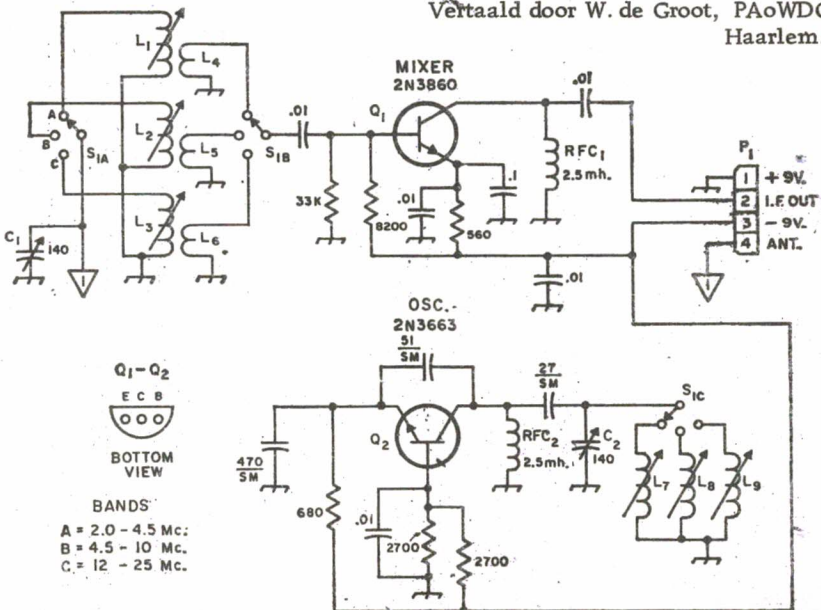 Vertaald door W. de Groot, PAoWDG
Haarlem
MIXER
2N3860
Q1
.01
.01
L1
L4
A
B
C
S1A
L2
L5
S1B
L3
L6
C1
140
1
33K
8200
.01
560
.1
RFC1
2.5mh.
.01
P1
1 +9V.
2 I.F. OUT
3 -9V.
4 ANT.
1
OSC.
2N3663
51
SM
27
SM
Q1-Q2
E C B
BOTTOM
VIEW
Q2
470
SM
680
.01
2700
2700
RFC2
2.5mh.
C2
140
S1C
L7
L8
L9
BANDS
A = 2.0 - 4.5 Mc.
B = 4.5 - 10 Mc.
C = 12 - 25 Mc.